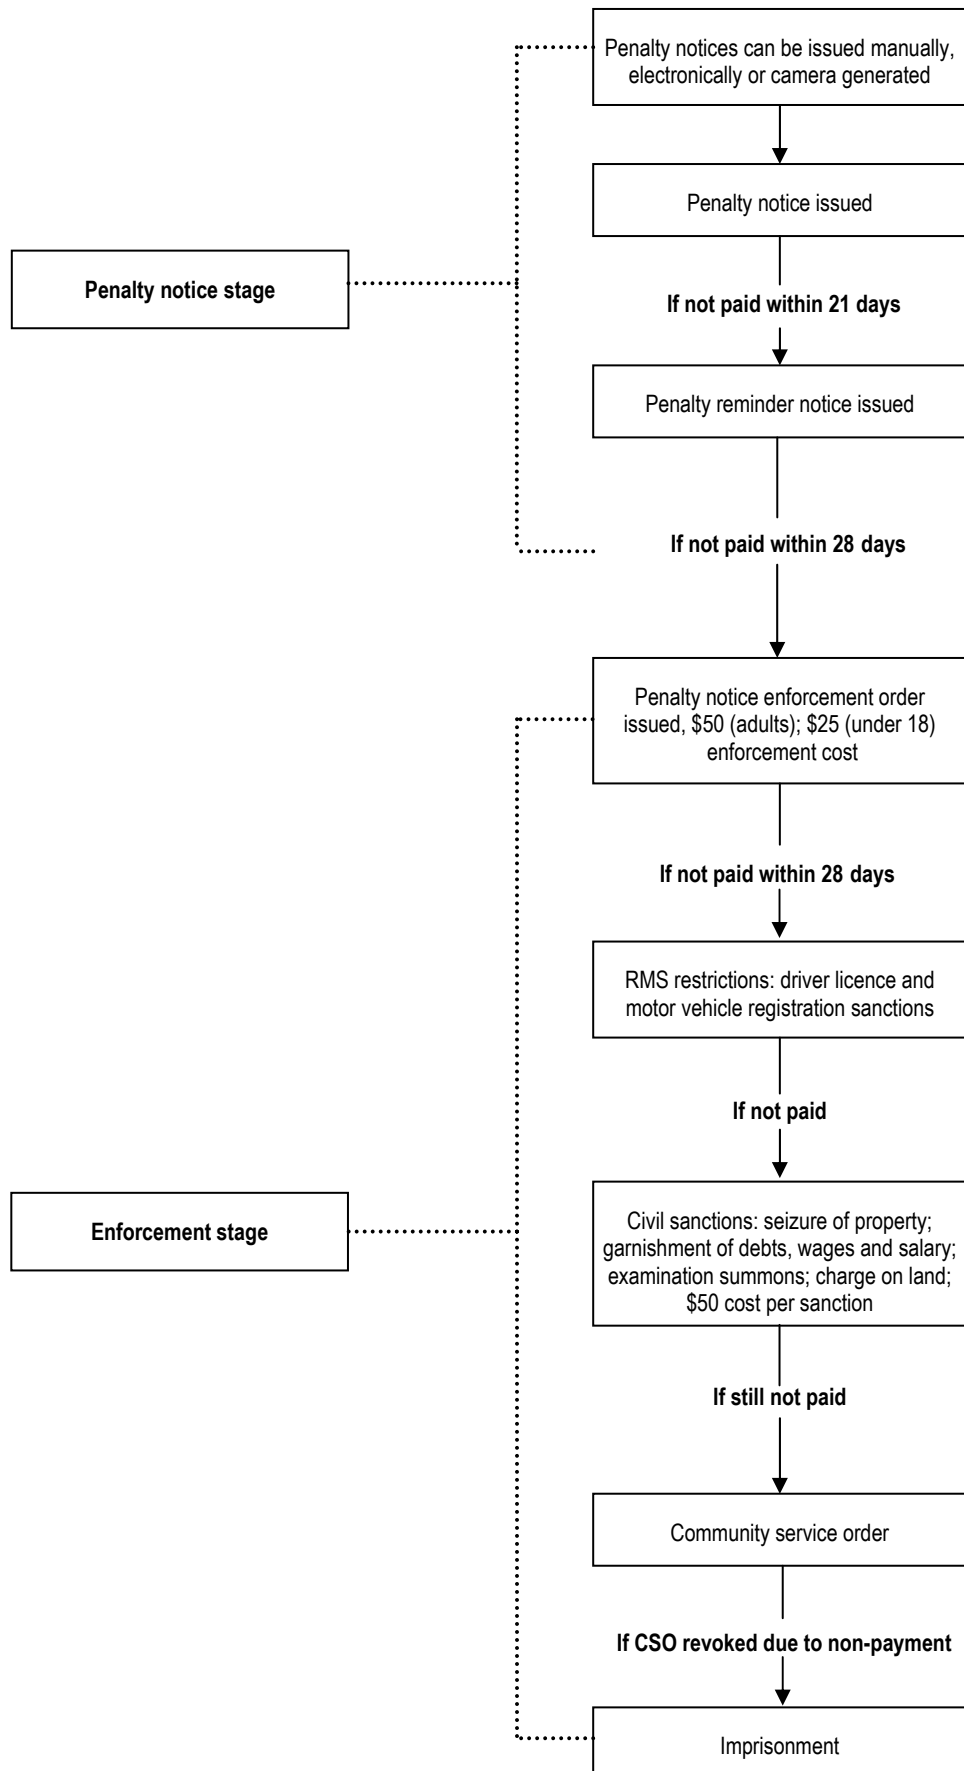 Penalty notices can be issued manually,
electronically or camera generated
Penalty notice issued
Penalty notice stage
If not paid within 21 days
Penalty reminder notice issued
If not paid within 28 days
Penalty notice enforcement order
issued, $50 (adults); $25 (under 18)
enforcement cost
If not paid within 28 days
RMS restrictions: driver licence and
motor vehicle registration sanctions
If not paid
Enforcement stage
Civil sanctions: seizure of property;
garnishment of debts, wages and salary;
examination summons; charge on land;
$50 cost per sanction
If still not paid
Community service order
If CSO revoked due to non-payment
Imprisonment